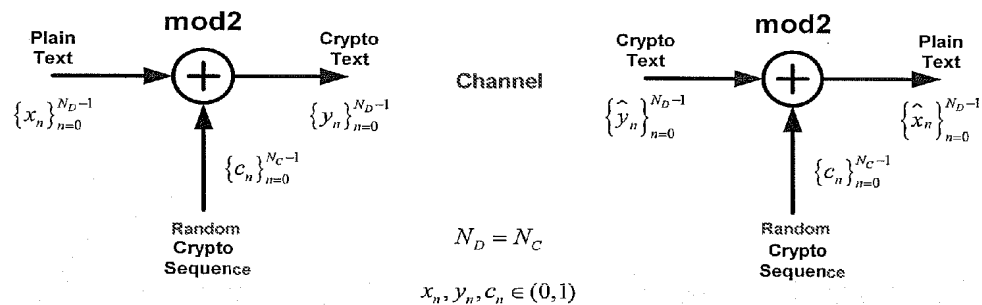 mod2
Plain
Text
Crypto
Text
{x_n}_{n=0}^{N_D-1}
{y_n}_{n=0}^{N_D-1}
{c_n}_{n=0}^{N_C-1}
Random
Crypto
Sequence
Channel
N_D = N_C
x_n, y_n, c_n ∈ (0,1)
mod2
Crypto
Text
Plain
Text
{ŷ_n}_{n=0}^{N_D-1}
{x̂_n}_{n=0}^{N_D-1}
{c_n}_{n=0}^{N_C-1}
Random
Crypto
Sequence